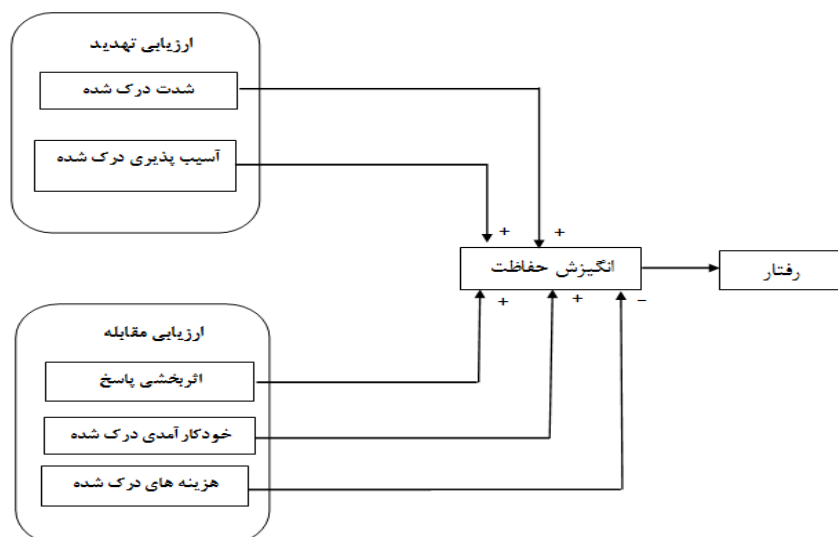 ارزیابی تهدید
شدت درک شده
آسیب پذیری درک شده
+ +
انگیزش حفاظت
رفتار
+ + −
ارزیابی مقابله
اثربخشی پاسخ
خودکارآمدی درک شده
هزینه های درک شده